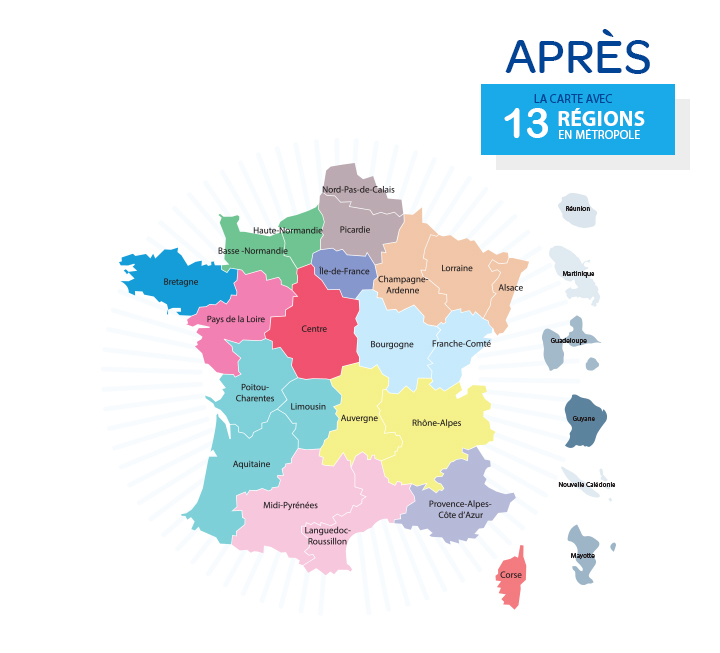 APRÈS
LA CARTE AVEC
13 RÉGIONS
EN MÉTROPOLE
Nord-Pas-de-Calais
Picardie
Haute-Normandie
Basse -Normandie
Île-de-France
Champagne-
Ardenne
Lorraine
Alsace
Bretagne
Pays de la Loire
Centre
Bourgogne
Franche-Comté
Poitou-
Charentes
Limousin
Auvergne
Rhône-Alpes
Aquitaine
Midi-Pyrénées
Languedoc-
Roussillon
Provence-Alpes-
Côte d'Azur
Corse
Réunion
Martinique
Guadeloupe
Guyane
Nouvelle Calédonie
Mayotte